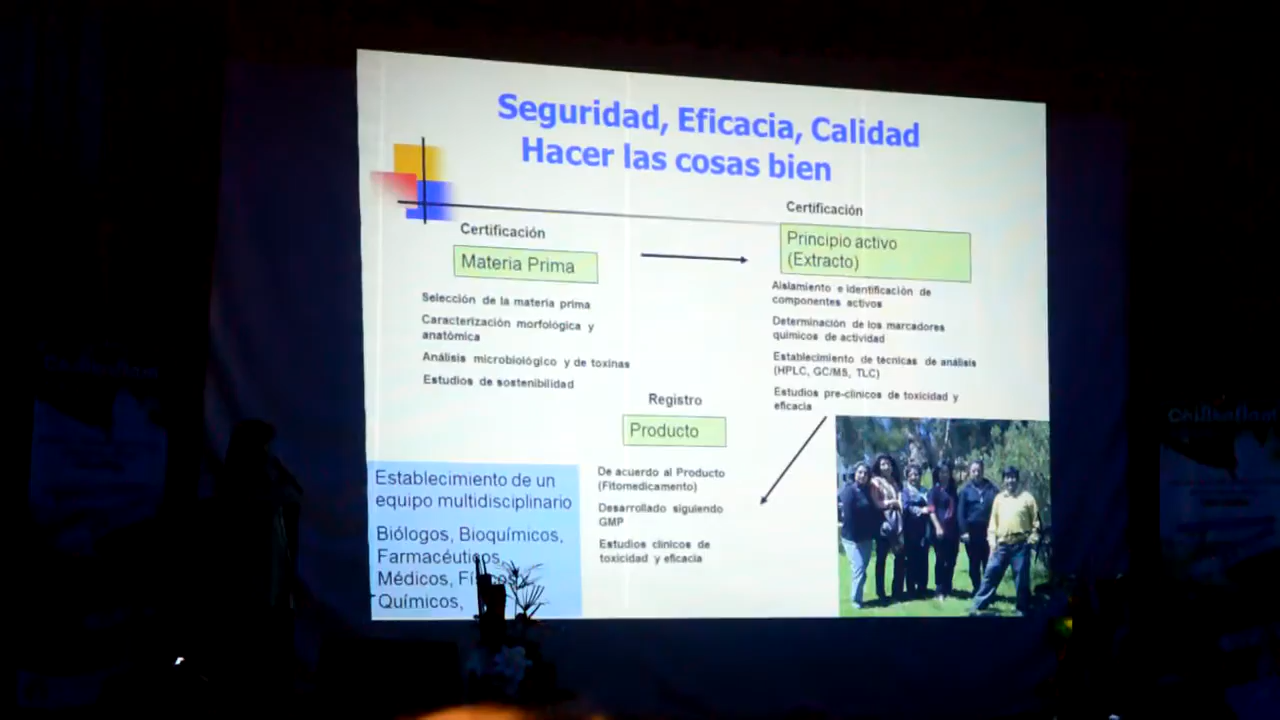 Seguridad, Eficacia, Calidad
Hacer las cosas bien
Certificación
Materia Prima
Selección de la materia prima
Caracterización morfológica y
anatómica
Análisis microbiológico y de toxinas
Estudios de sostenibilidad
Certificación
Principio activo
(Extracto)
Aislamiento e identificación de
componentes activos
Determinación de los marcadores
químicos de actividad
Establecimiento de técnicas de análisis
(HPLC, GC/MS, TLC)
Estudios pre-clínicos de toxicidad y
eficacia
Registro
Producto
De acuerdo al Producto
(Fitomedicamento)
Desarrollado siguiendo
GMP
Estudios clínicos de
toxicidad y eficacia
Establecimiento de un
equipo multidisciplinario
Biólogos, Bioquímicos,
Farmacéuticos,
Médicos, Físicos,
Químicos,